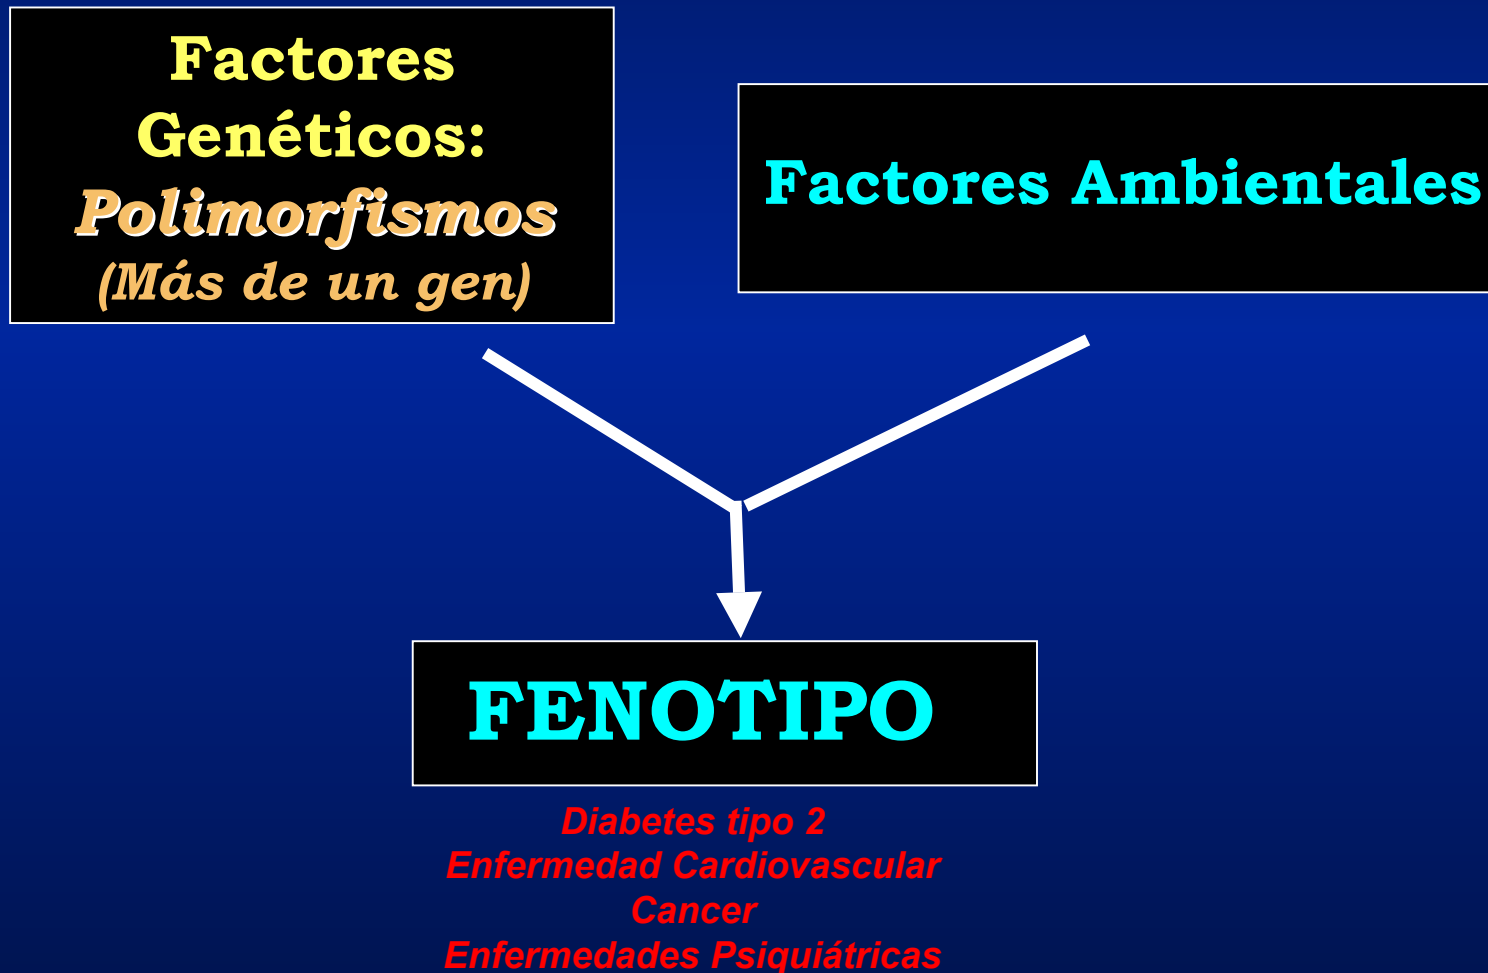 Factores
Genéticos:
Polimorfismos
(Más de un gen)
Factores Ambientales
FENOTIPO
Diabetes tipo 2
Enfermedad Cardiovascular
Cancer
Enfermedades Psiquiátricas